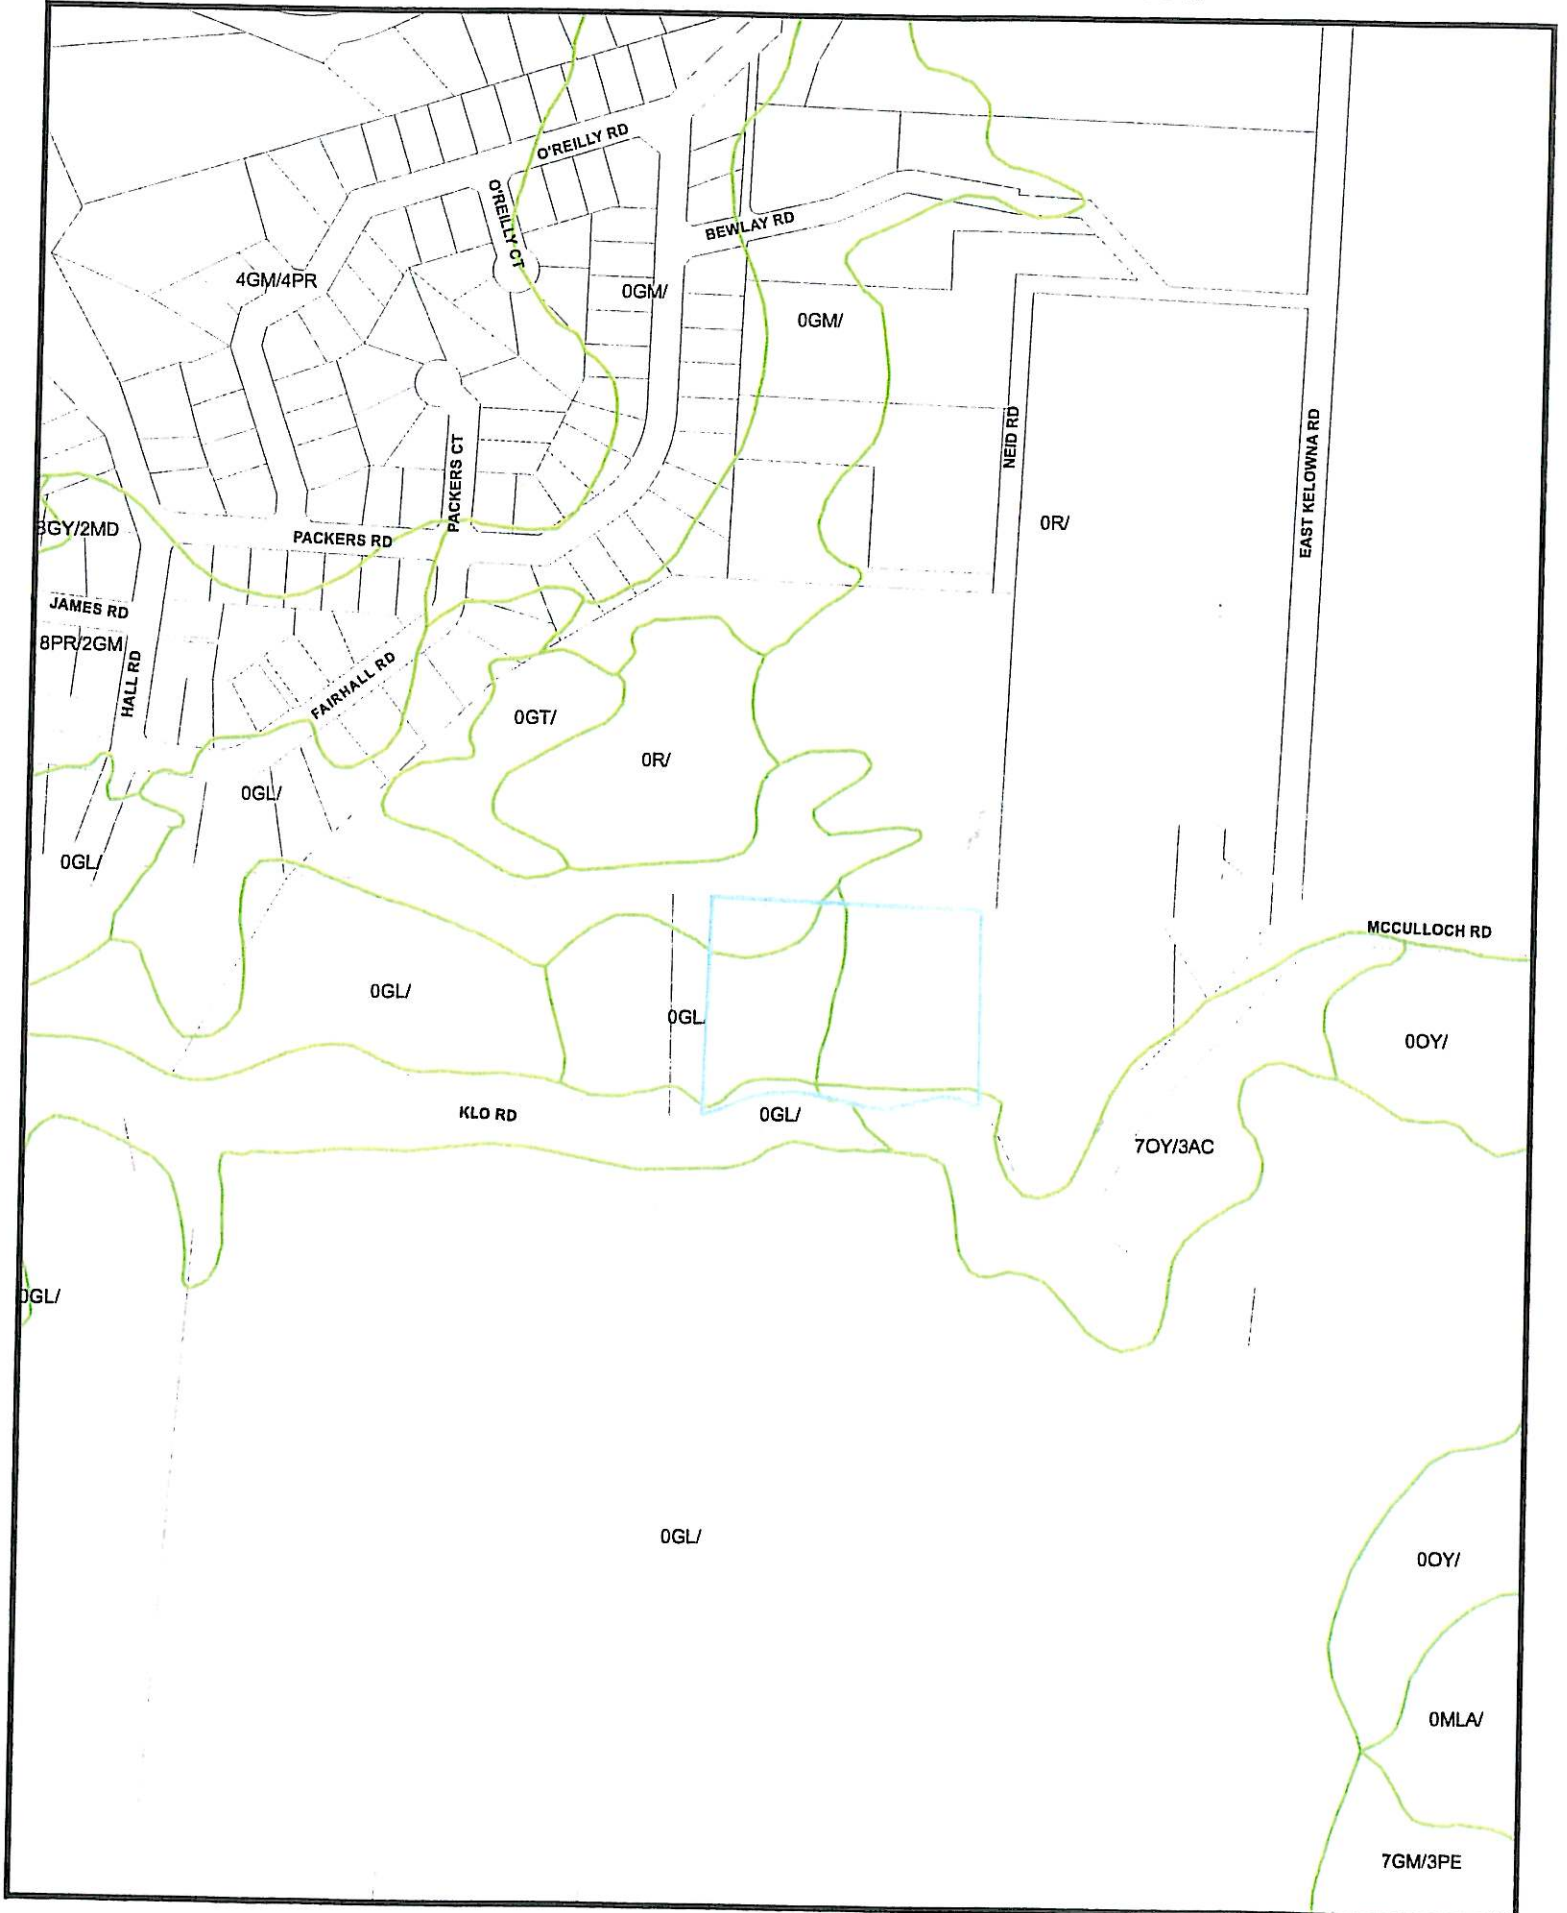 O'REILLY RD
O'REILLY CT
BEWLAY RD
4GM/4PR
0GM/
0GM/
NEID RD
EAST KELOWNA RD
PACKERS CT
0R/
GY/2MD
PACKERS RD
JAMES RD
8PR/2GM
HALL RD
FAIRHALL RD
0GT/
0R/
0GL/
0GL/
MCCULLOCH RD
0GL/
0GL/
0OY/
KLO RD
0GL/
7OY/3AC
0GL/
0GL/
0OY/
0MLA/
7GM/3PE